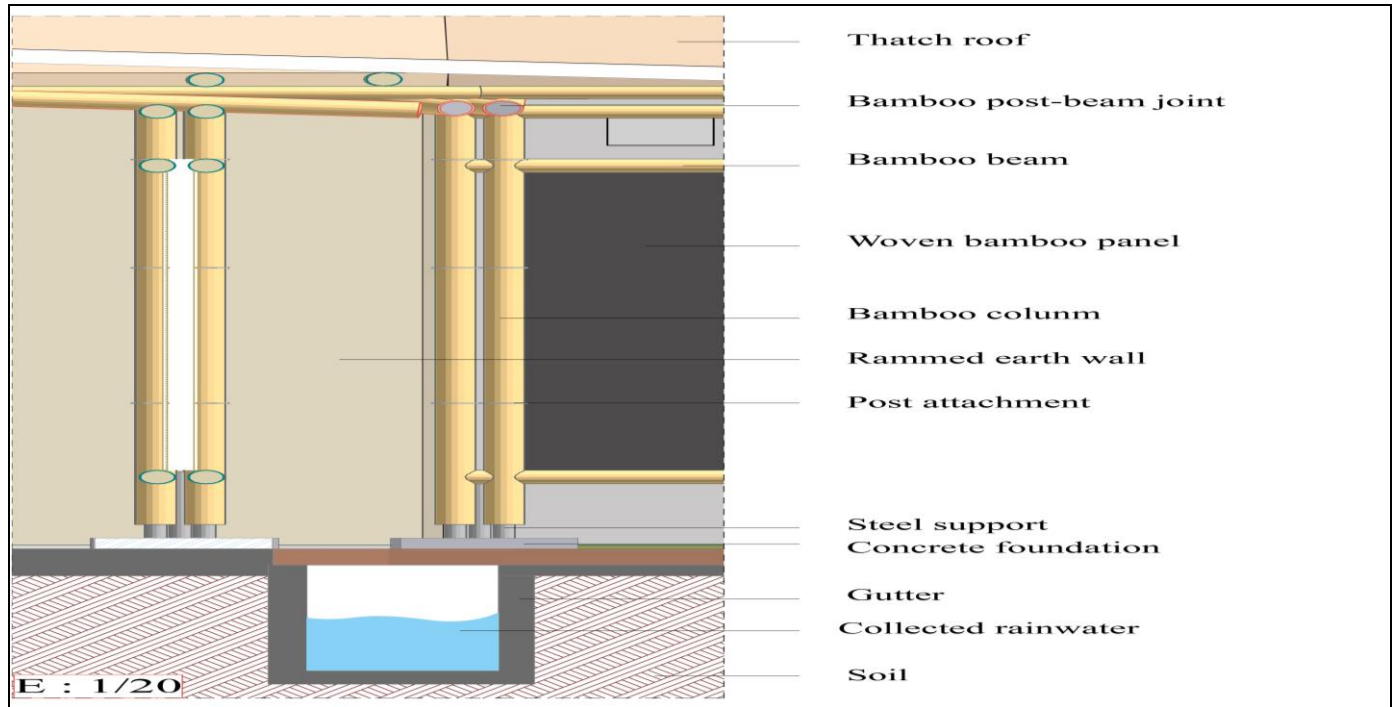 Thatch roof
Bamboo post-beam joint
Bamboo beam
Woven bamboo panel
Bamboo colunm
Rammed earth wall
Post attachment
Steel support
Concrete foundation
Gutter
Collected rainwater
Soil
E : 1/20